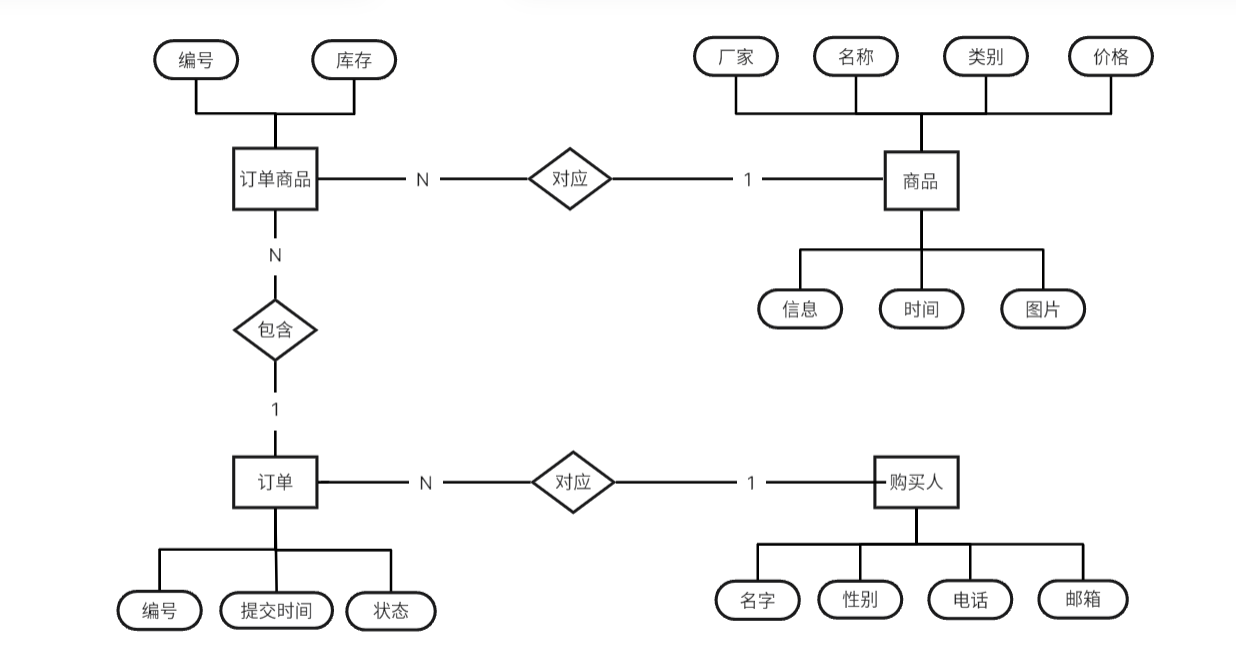 编号 库存
厂家 名称 类别 价格
订单商品 N 对应 1 商品
N
信息 时间 图片
包含
1
订单 N 对应 1 购买人
名字 性别 电话 邮箱
编号 提交时间 状态